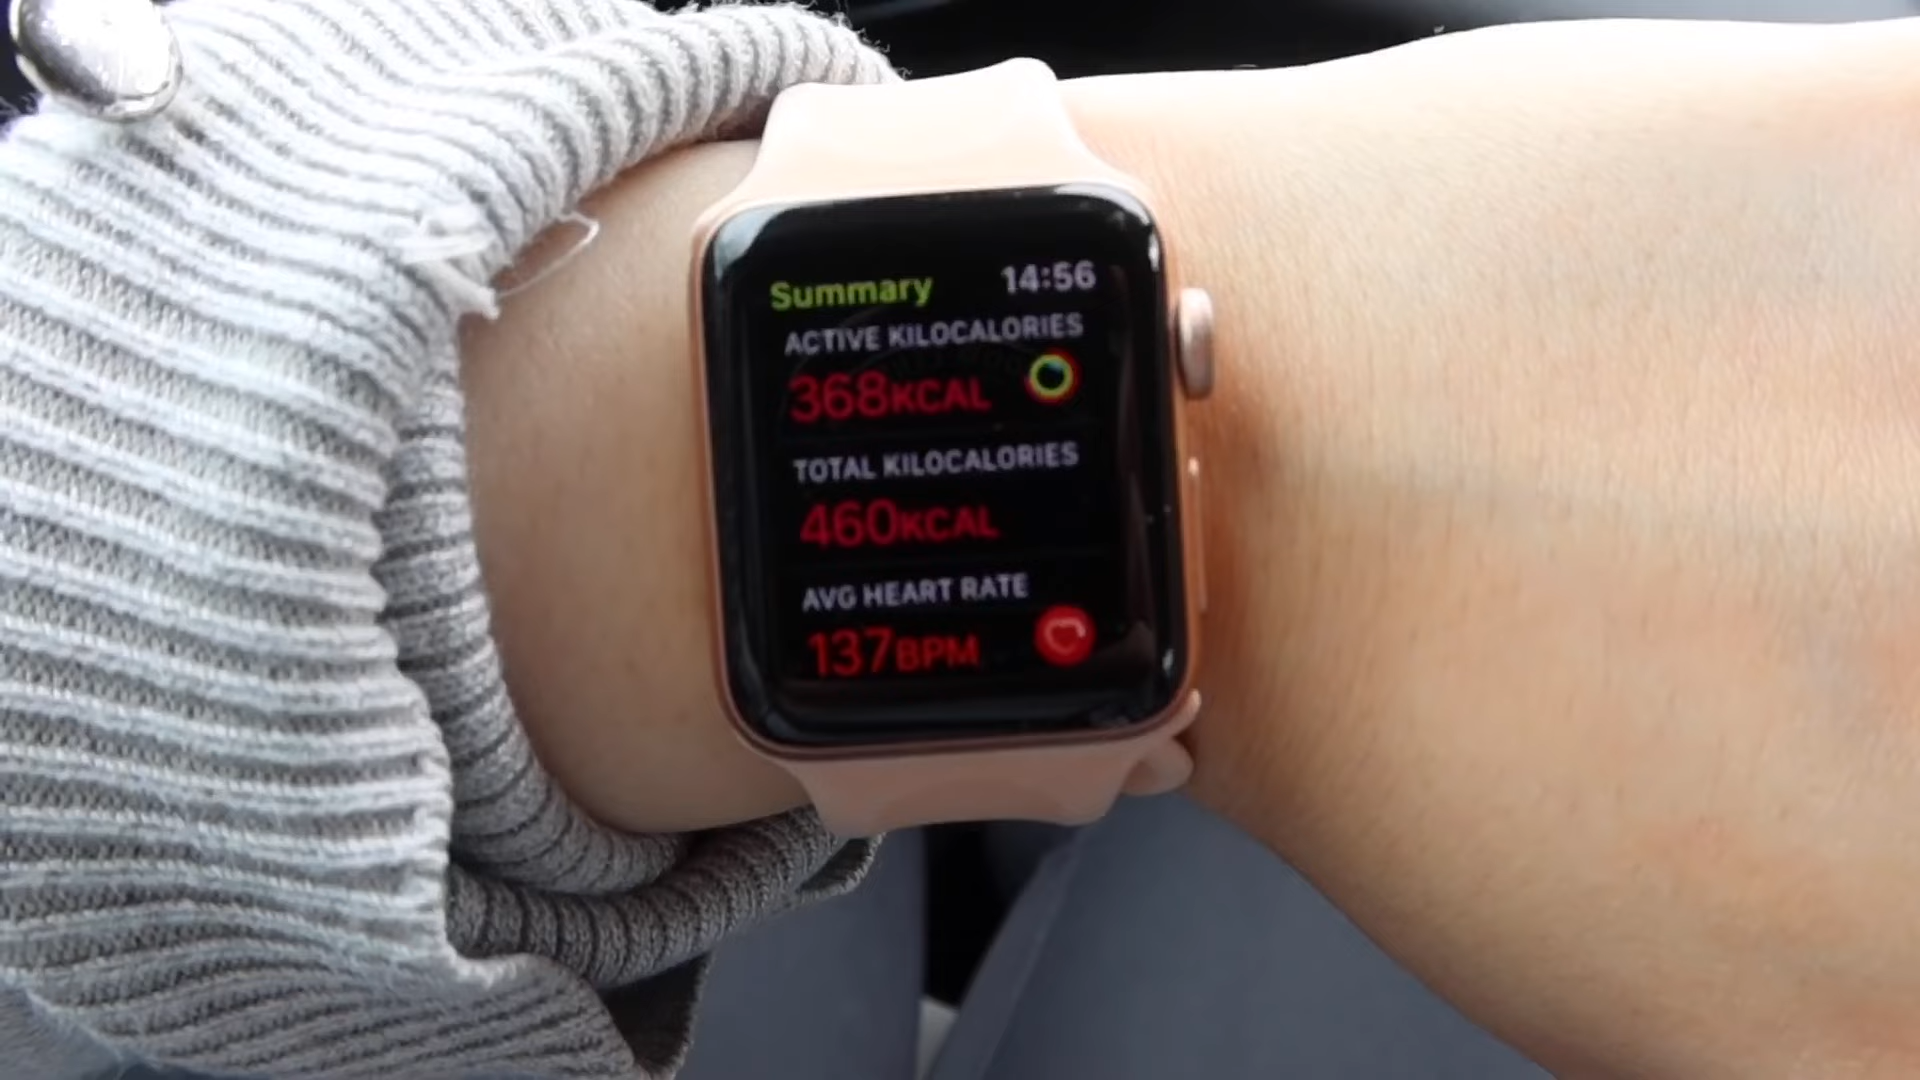 Summary 14:56
ACTIVE KILOCALORIES
368KCAL
TOTAL KILOCALORIES
460KCAL
AVG HEART RATE
137BPM